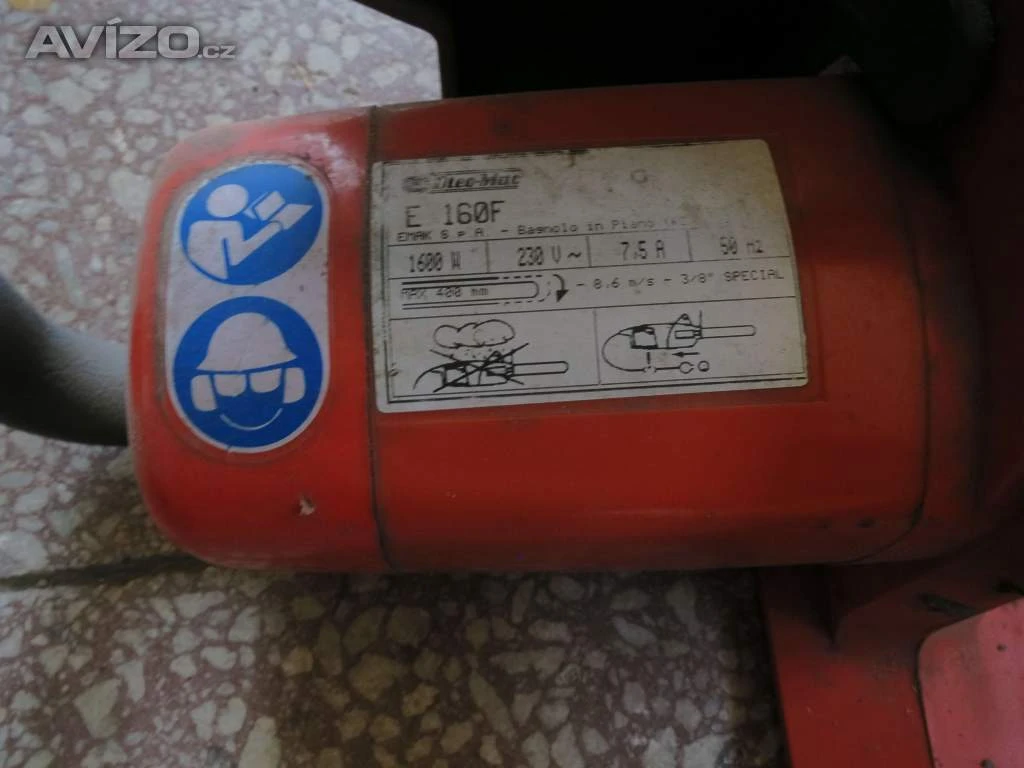 AVÍZO.cz
Oleo-Mac
E 160F
EMAK S.p.A. - Bagnolo in Piano
1600 W 230 V ~ 7,5 A 50 Hz
MAX 400 mm - 8.6 m/s - 3/8" SPECIAL